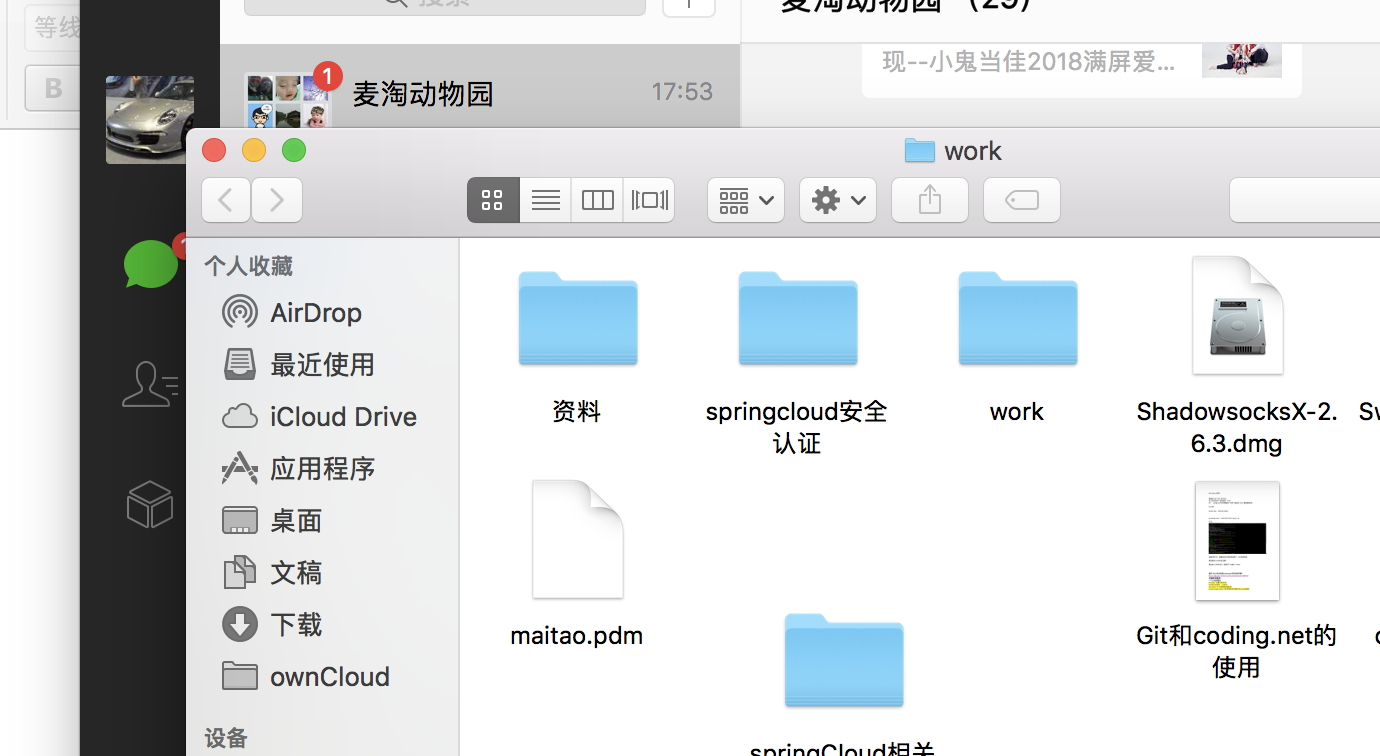 等线
搜索
麦淘动物园 (29)
现--小鬼当佳2018满屏爱...
1
麦淘动物园
17:53
B
work
个人收藏
AirDrop
最近使用
iCloud Drive
应用程序
桌面
文稿
下载
ownCloud
设备
资料
springcloud安全
认证
work
ShadowsocksX-2.
6.3.dmg
maitao.pdm
Git和coding.net的
使用
springCloud相关